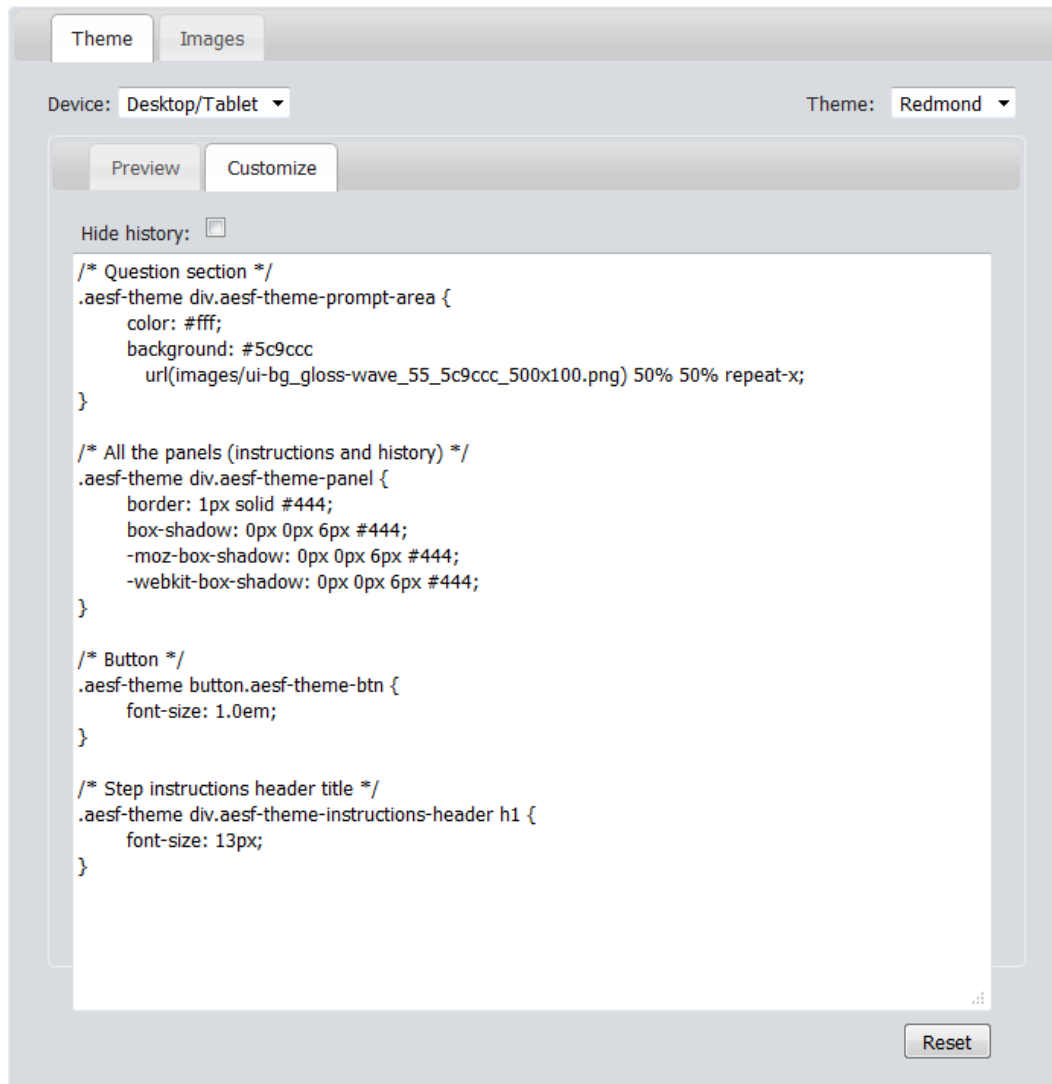 Theme Images
Device: Desktop/Tablet Theme: Redmond
Preview Customize
Hide history:
/* Question section */
.aesf-theme div.aesf-theme-prompt-area {
color: #fff;
background: #5c9ccc
url(images/ui-bg_gloss-wave_55_5c9ccc_500x100.png) 50% 50% repeat-x;
}
/* All the panels (instructions and history) */
.aesf-theme div.aesf-theme-panel {
border: 1px solid #444;
box-shadow: 0px 0px 6px #444;
-moz-box-shadow: 0px 0px 6px #444;
-webkit-box-shadow: 0px 0px 6px #444;
}
/* Button */
.aesf-theme button.aesf-theme-btn {
font-size: 1.0em;
}
/* Step instructions header title */
.aesf-theme div.aesf-theme-instructions-header h1 {
font-size: 13px;
}
Reset